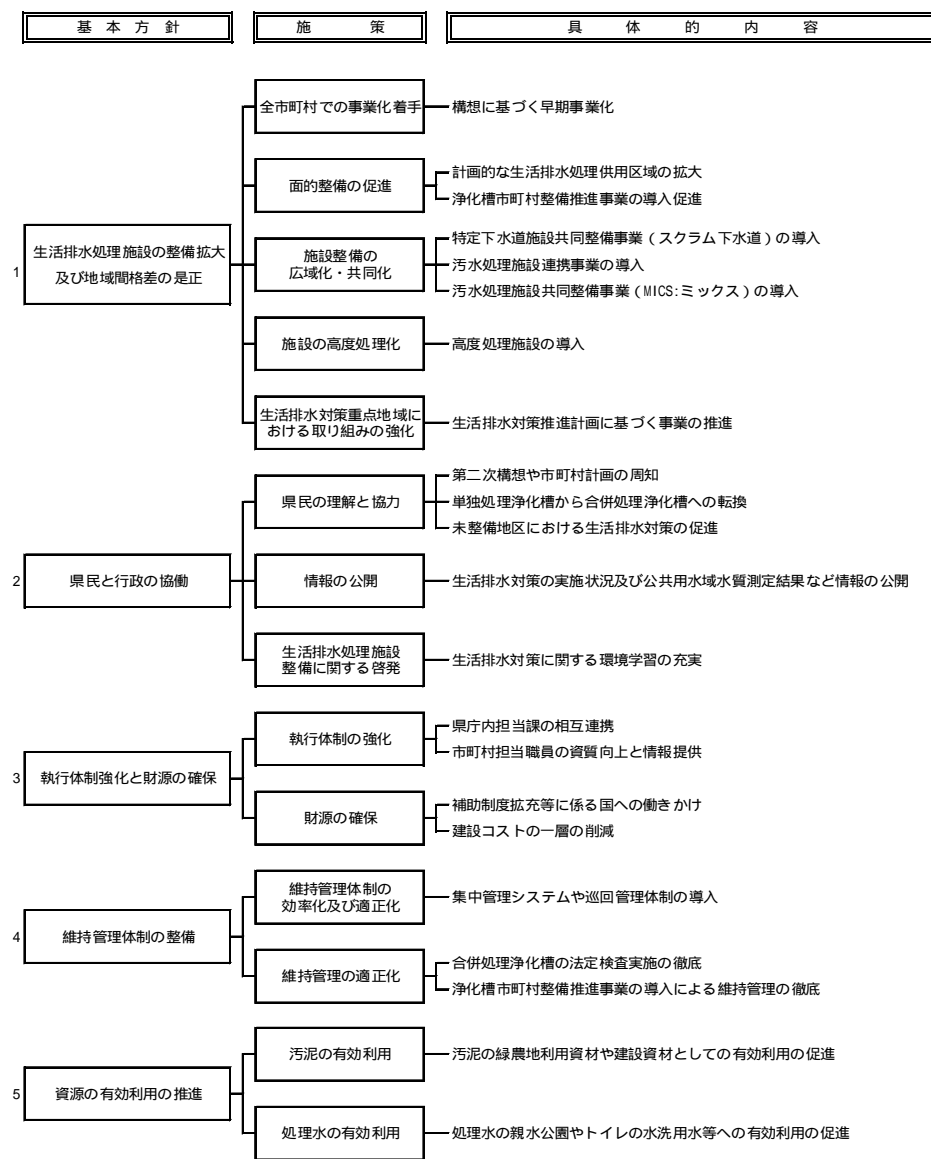 基本方針
施策
具体的内容
全市町村での事業化着手
構想に基づく早期事業化
面的整備の促進
計画的な生活排水処理供用区域の拡大
浄化槽市町村整備推進事業の導入促進
1
生活排水処理施設の整備拡大
及び地域間格差の是正
施設整備の
広域化・共同化
特定下水道施設共同整備事業(スクラム下水道)の導入
汚水処理施設連携事業の導入
汚水処理施設共同整備事業(MICS:ミックス)の導入
施設の高度処理化
高度処理施設の導入
生活排水対策重点地域に
おける取り組みの強化
生活排水対策推進計画に基づく事業の推進
県民の理解と協力
第二次構想や市町村計画の周知
単独処理浄化槽から合併処理浄化槽への転換
未整備地区における生活排水対策の促進
2
県民と行政の協働
情報の公開
生活排水対策の実施状況及び公共用水域水質測定結果など情報の公開
生活排水処理施設
整備に関する啓発
生活排水対策に関する環境学習の充実
3
執行体制強化と財源の確保
執行体制の強化
県庁内担当課の相互連携
市町村担当職員の資質向上と情報提供
財源の確保
補助制度拡充等に係る国への働きかけ
建設コストの一層の削減
4
維持管理体制の整備
維持管理体制の
効率化及び適正化
集中管理システムや巡回管理体制の導入
維持管理の適正化
合併処理浄化槽の法定検査実施の徹底
浄化槽市町村整備推進事業の導入による維持管理の徹底
5
資源の有効利用の推進
汚泥の有効利用
汚泥の緑農地利用資材や建設資材としての有効利用の促進
処理水の有効利用
処理水の親水公園やトイレの水洗用水等への有効利用の促進